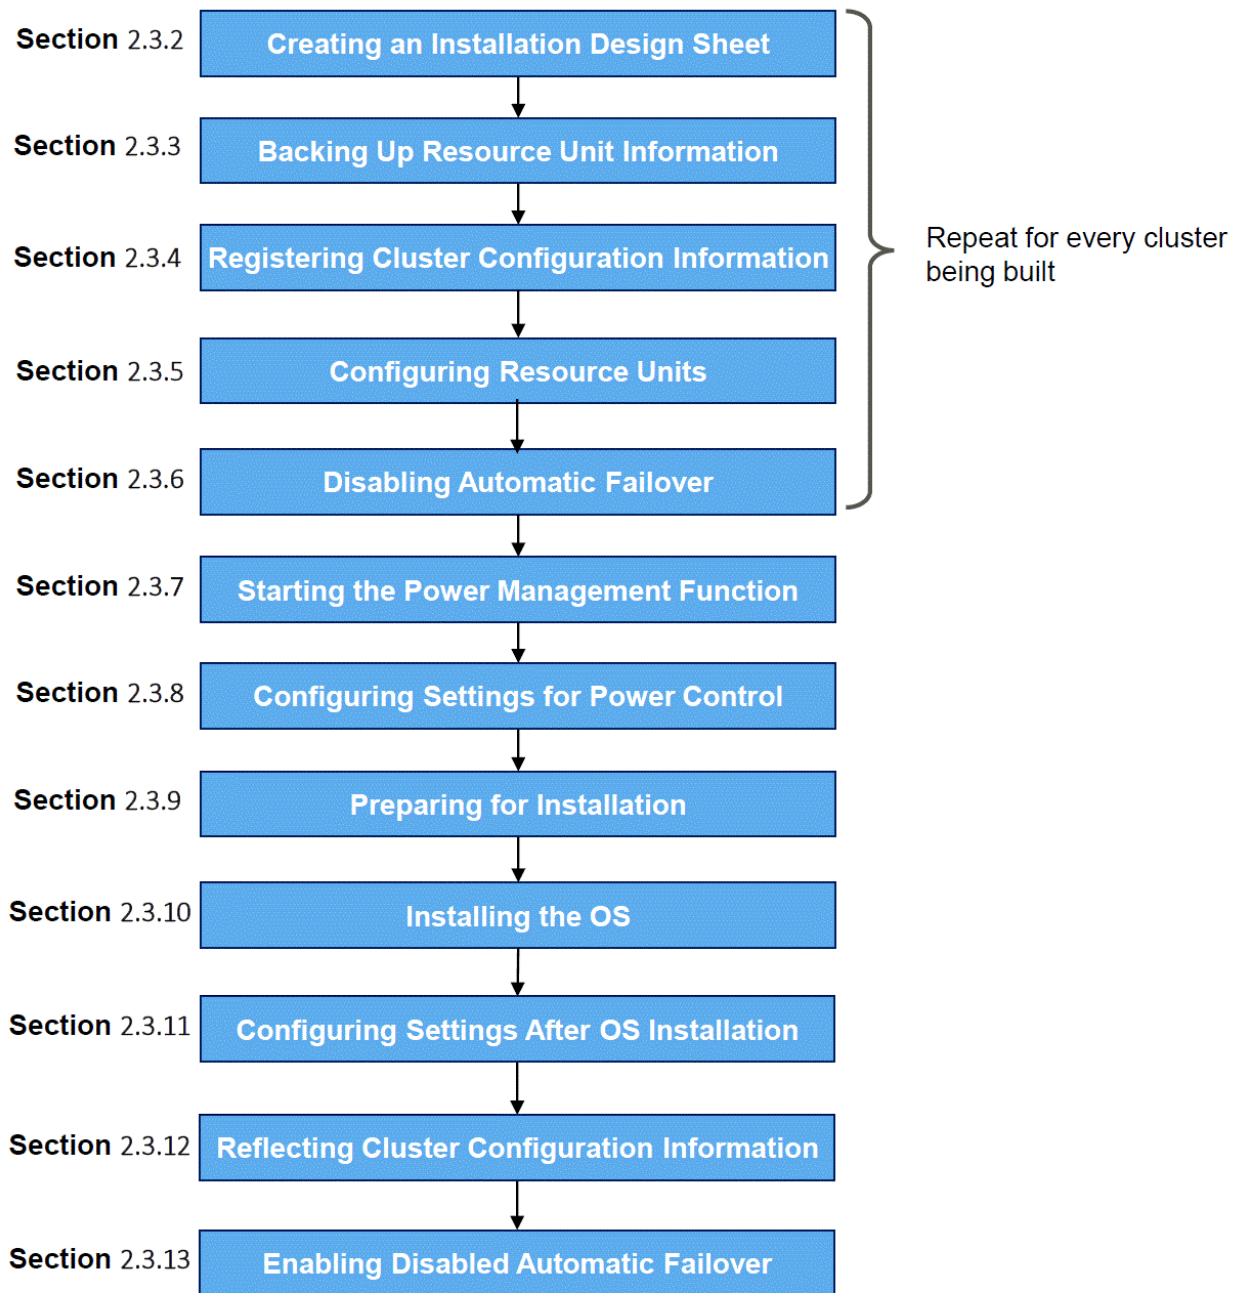 Section 2.3.2
Creating an Installation Design Sheet
Section 2.3.3
Backing Up Resource Unit Information
Section 2.3.4
Registering Cluster Configuration Information
Repeat for every cluster
being built
Section 2.3.5
Configuring Resource Units
Section 2.3.6
Disabling Automatic Failover
Section 2.3.7
Starting the Power Management Function
Section 2.3.8
Configuring Settings for Power Control
Section 2.3.9
Preparing for Installation
Section 2.3.10
Installing the OS
Section 2.3.11
Configuring Settings After OS Installation
Section 2.3.12
Reflecting Cluster Configuration Information
Section 2.3.13
Enabling Disabled Automatic Failover